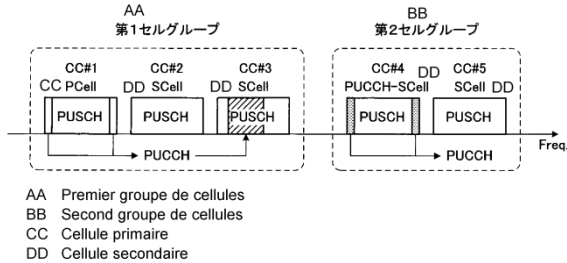 AA
第1セルグループ
BB
第2セルグループ
CC#1
CC PCell
CC#2
DD SCell
CC#3
DD SCell
CC#4
PUCCH-SCell
DD
CC#5
SCell DD
PUSCH
PUSCH
PUSCH
PUSCH
PUSCH
PUCCH
PUCCH
Freq.
AA Premier groupe de cellules
BB Second groupe de cellules
CC Cellule primaire
DD Cellule secondaire